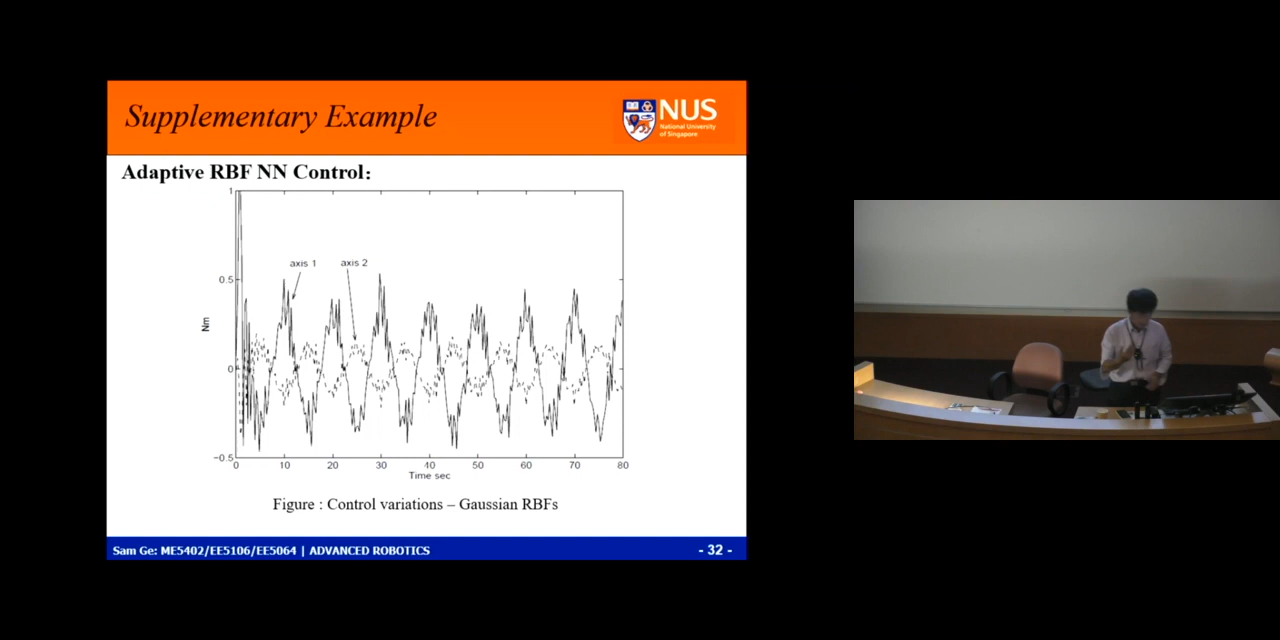 Supplementary Example
NUS
National University
of Singapore
Adaptive RBF NN Control:
1
axis 1
axis 2
0.5
Nm
0
-0.5
0 10 20 30 40 50 60 70 80
Time sec
Figure : Control variations – Gaussian RBFs
Sam Ge: ME5402/EE5106/EE5064 | ADVANCED ROBOTICS
- 32 -